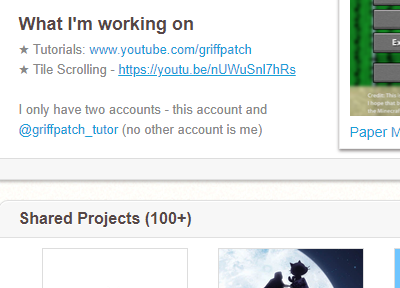 What I'm working on
★ Tutorials: www.youtube.com/griffpatch
★ Tile Scrolling - https://youtu.be/nUWuSnI7hRs
I only have two accounts - this account and
@griffpatch_tutor (no other account is me)
Paper M
Shared Projects (100+)